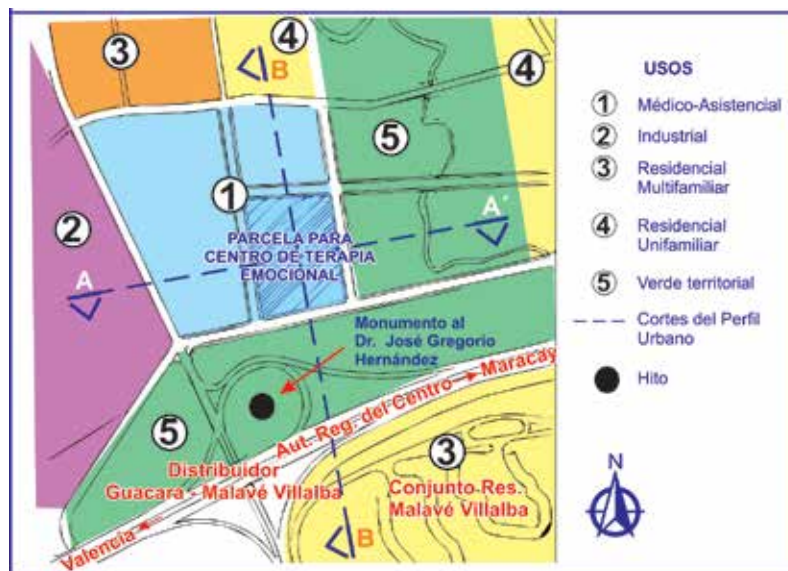 3
4
B
4
5
1
A´
2
PARCELA PARA
CENTRO DE TERAPIA
EMOCIONAL
A
Monumento al
Dr. José Gregorio
Hernández
Aut. Reg. del Centro → Maracay
5
3
Distribuidor
Guacara - Malavé Villalba
Conjunto Res.
Malavé Villalba
B
Valencia
USOS
1 Médico-Asistencial
2 Industrial
3 Residencial
Multifamiliar
4 Residencial
Unifamiliar
5 Verde territorial
Cortes del Perfil
Urbano
Hito
N